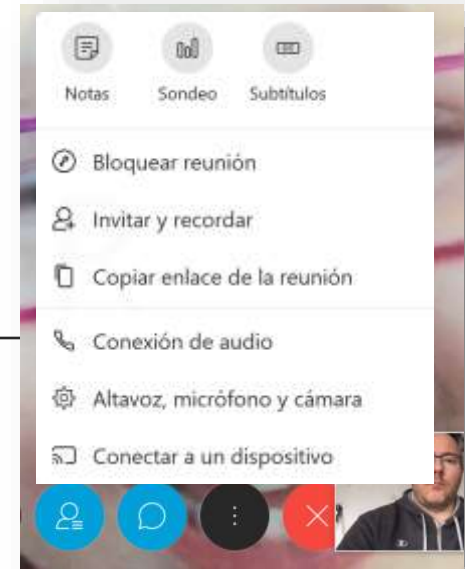 Notas Sondeo Subtítulos
Bloquear reunión
Invitar y recordar
Copiar enlace de la reunión
Conexión de audio
Altavoz, micrófono y cámara
Conectar a un dispositivo